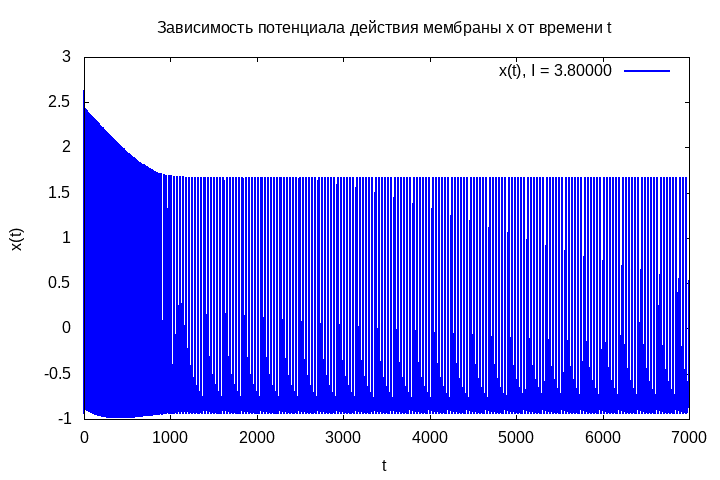 Зависимость потенциала действия мембраны x от времени t
x(t), I = 3.80000
3
2.5
2
1.5
1
0.5
0
-0.5
-1
x(t)
0 1000 2000 3000 4000 5000 6000 7000
t